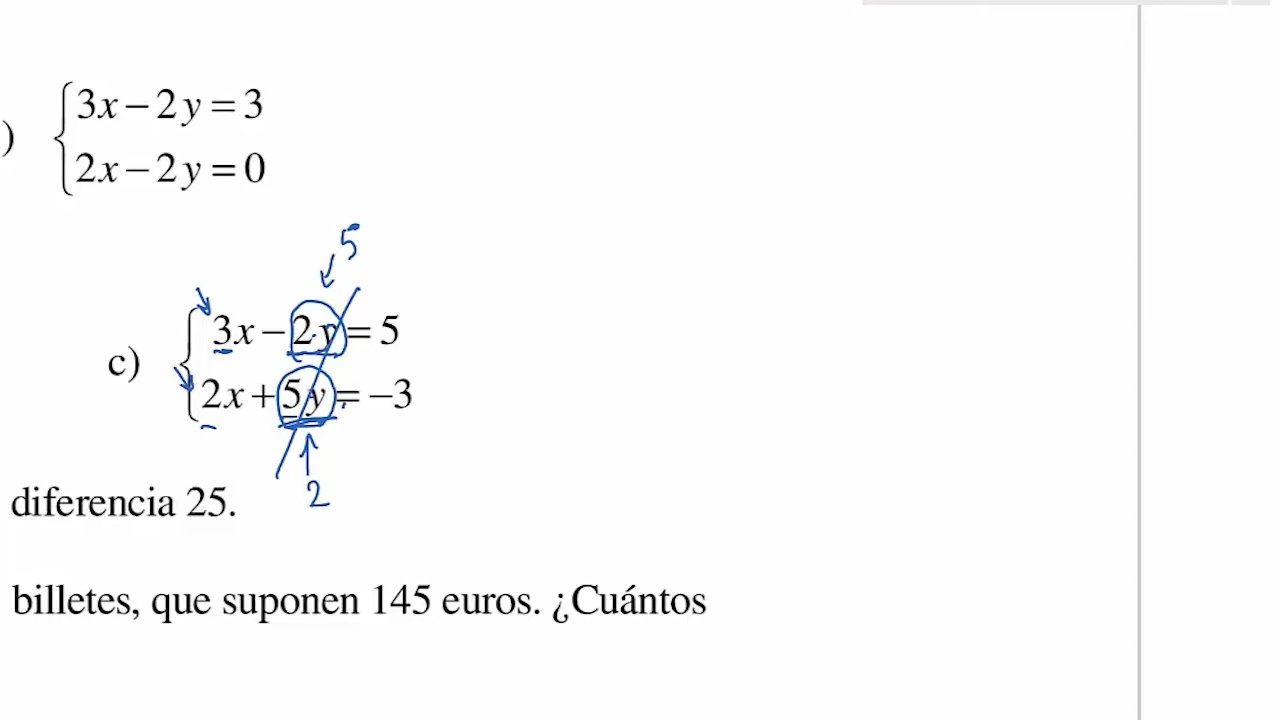 ) { 3x − 2y = 3
2x − 2y = 0
5
c) { 3x − 2y = 5
2x + 5y = −3
2
diferencia 25.
billetes, que suponen 145 euros. ¿Cuántos